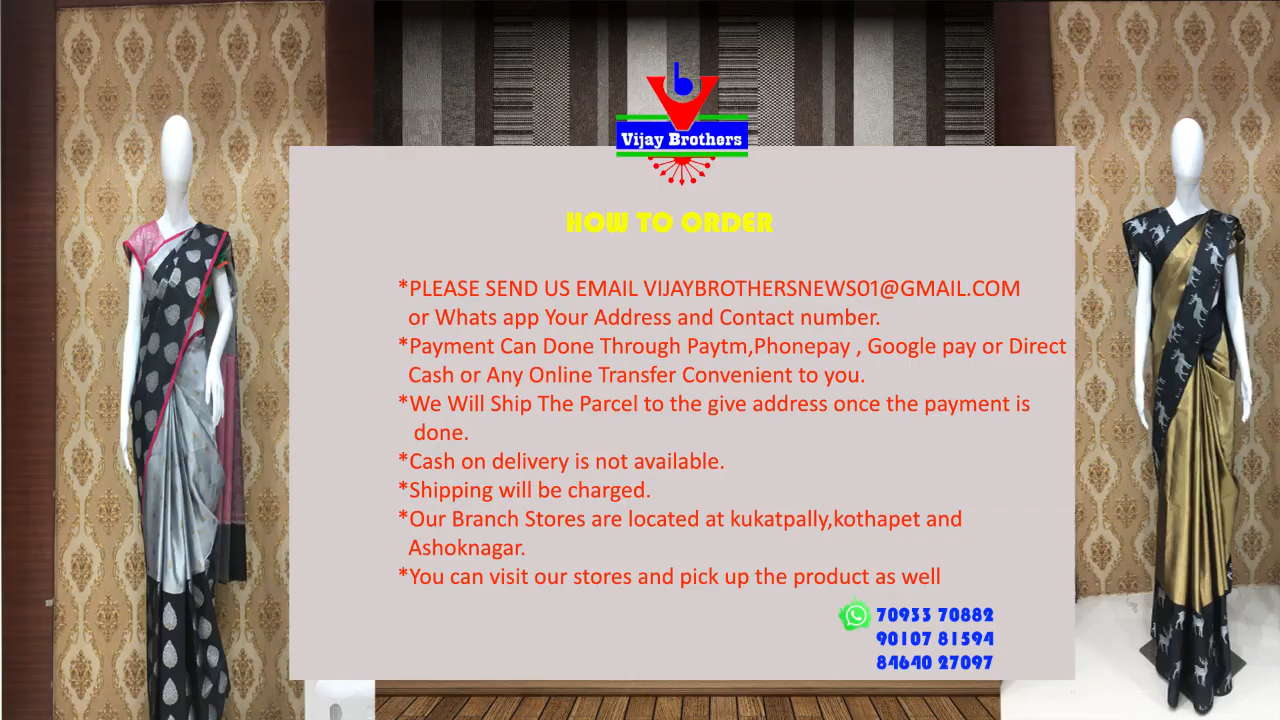 Vijay Brothers
HOW TO ORDER
*PLEASE SEND US EMAIL VIJAYBROTHERSNEWS01@GMAIL.COM
or Whats app Your Address and Contact number.
*Payment Can Done Through Paytm,Phonepay , Google pay or Direct
Cash or Any Online Transfer Convenient to you.
*We Will Ship The Parcel to the give address once the payment is
done.
*Cash on delivery is not available.
*Shipping will be charged.
*Our Branch Stores are located at kukatpally,kothapet and
Ashoknagar.
*You can visit our stores and pick up the product as well
70933 70882
90107 81594
84640 27097